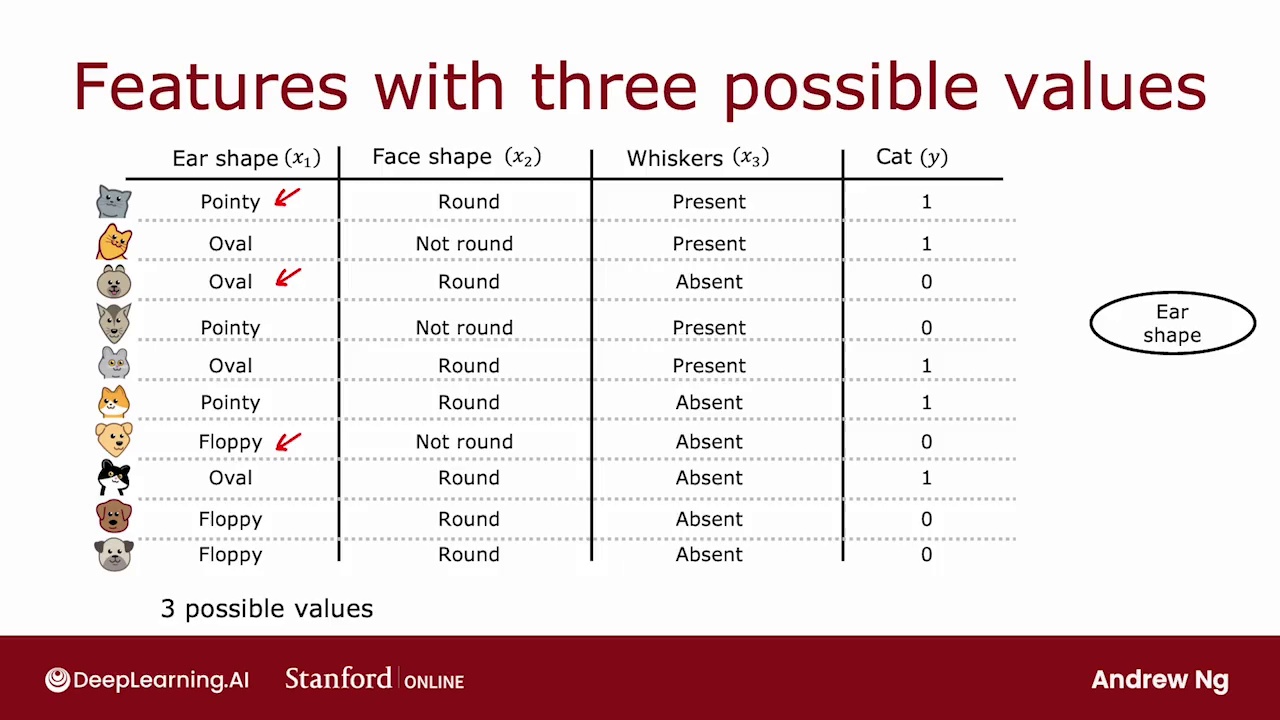 Features with three possible values
Ear shape (x₁) Face shape (x₂) Whiskers (x₃) Cat (y)
Pointy Round Present 1
Oval Not round Present 1
Oval Round Absent 0
Pointy Not round Present 0
Oval Round Present 1
Pointy Round Absent 1
Floppy Not round Absent 0
Oval Round Absent 1
Floppy Round Absent 0
Floppy Round Absent 0
Ear
shape
3 possible values
DeepLearning.AI Stanford ONLINE Andrew Ng